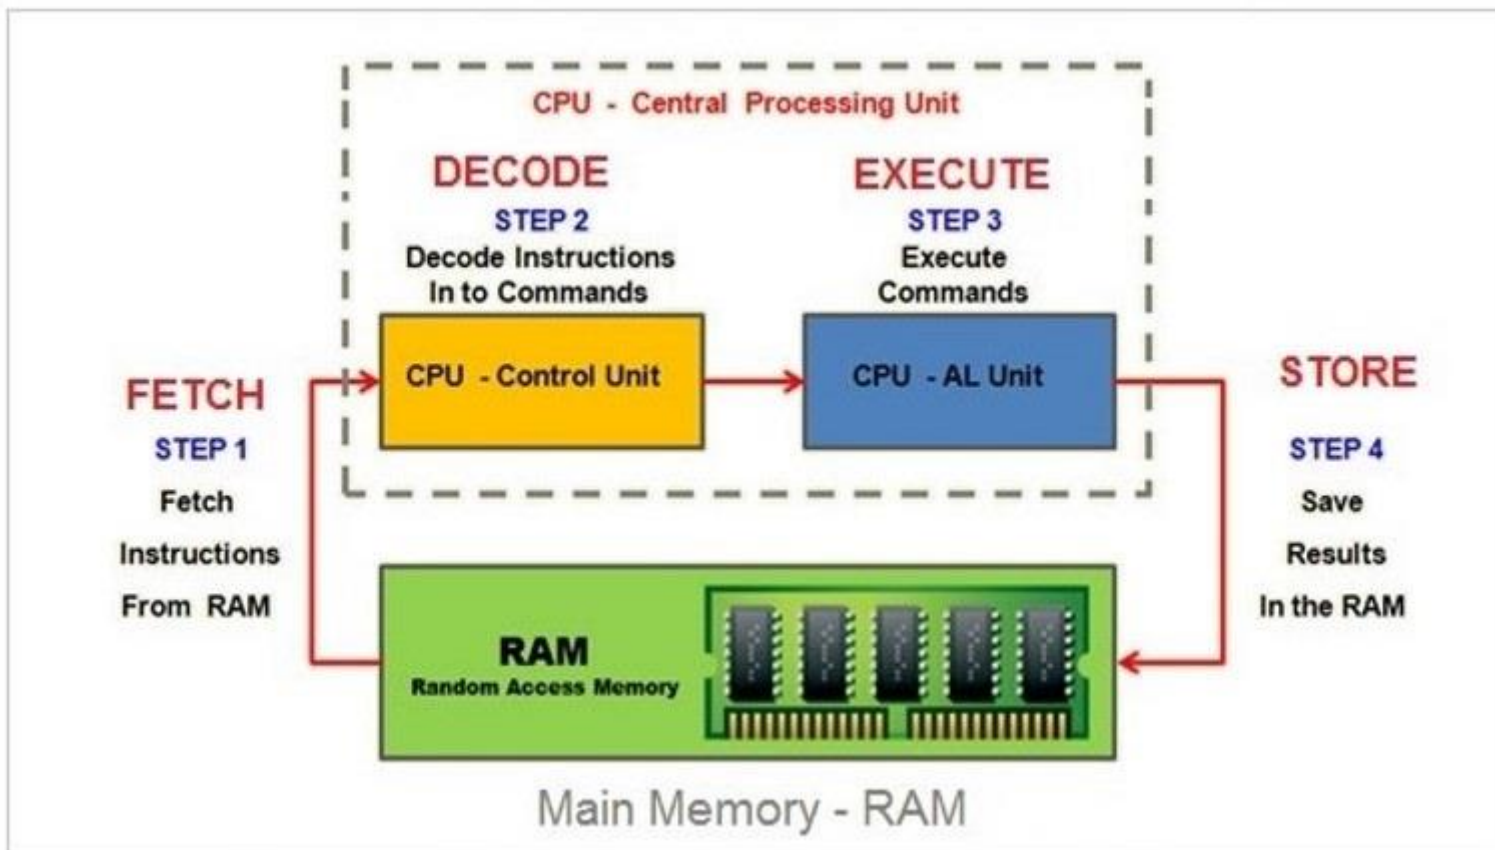 CPU - Central Processing Unit
DECODE
STEP 2
Decode Instructions
In to Commands
EXECUTE
STEP 3
Execute
Commands
CPU - Control Unit
CPU - AL Unit
FETCH
STEP 1
Fetch
Instructions
From RAM
STORE
STEP 4
Save
Results
In the RAM
RAM
Random Access Memory
Main Memory - RAM